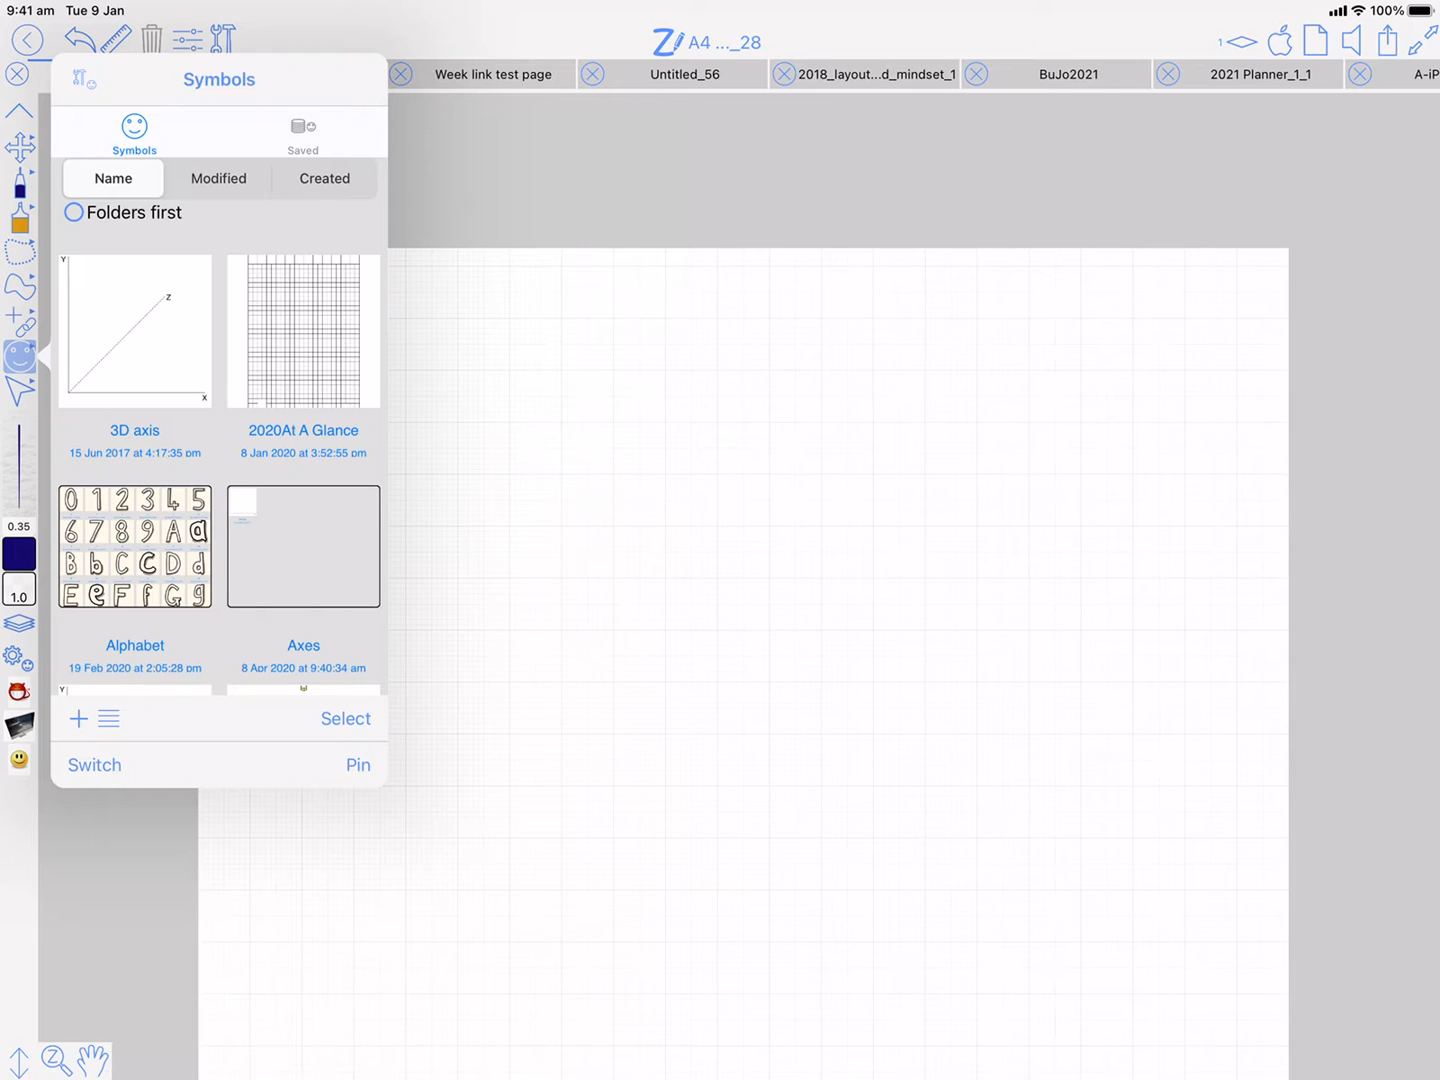 9:41 am Tue 9 Jan
100%
A4 ..._28
1
Week link test page
Untitled_56
2018_layout...d_mindset_1
BuJo2021
2021 Planner_1_1
A-iP
Symbols
Symbols
Saved
Name
Modified
Created
Folders first
Y
Z
X
3D axis
15 Jun 2017 at 4:17:35 pm
2020At A Glance
8 Jan 2020 at 3:52:55 pm
0 1 2 3 4 5
6 7 8 9 A a
B b C c D d
E e F f G g
Alphabet
19 Feb 2020 at 2:05:28 pm
Axes
8 Apr 2020 at 9:40:34 am
Y
0.35
1.0
Select
Switch
Pin